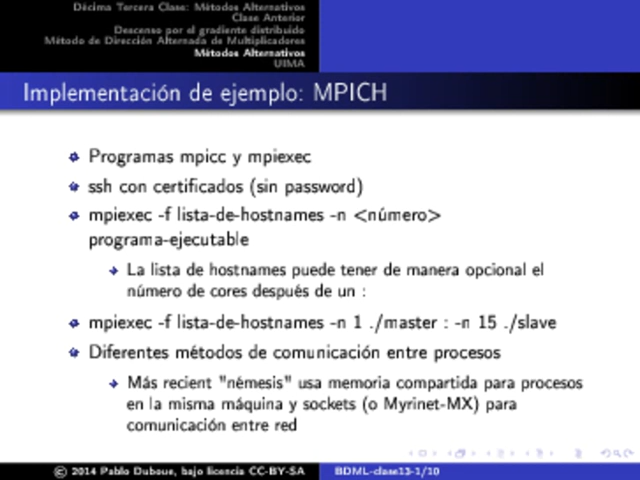 Décima Tercera Clase: Métodos Alternativos
Clase Anterior
Descenso por el gradiente distribuido
Método de Dirección Alternada de Multiplicadores
Métodos Alternativos
UIMA
Implementación de ejemplo: MPICH
Programas mpicc y mpiexec
ssh con certificados (sin password)
mpiexec -f lista-de-hostnames -n <número>
programa-ejecutable
La lista de hostnames puede tener de manera opcional el
número de cores después de un :
mpiexec -f lista-de-hostnames -n 1 ./master : -n 15 ./slave
Diferentes métodos de comunicación entre procesos
Más recient "némesis" usa memoria compartida para procesos
en la misma máquina y sockets (o Myrinet-MX) para
comunicación entre red
© 2014 Pablo Duboue, bajo licencia CC-BY-SA
BDML-clase13-1/10